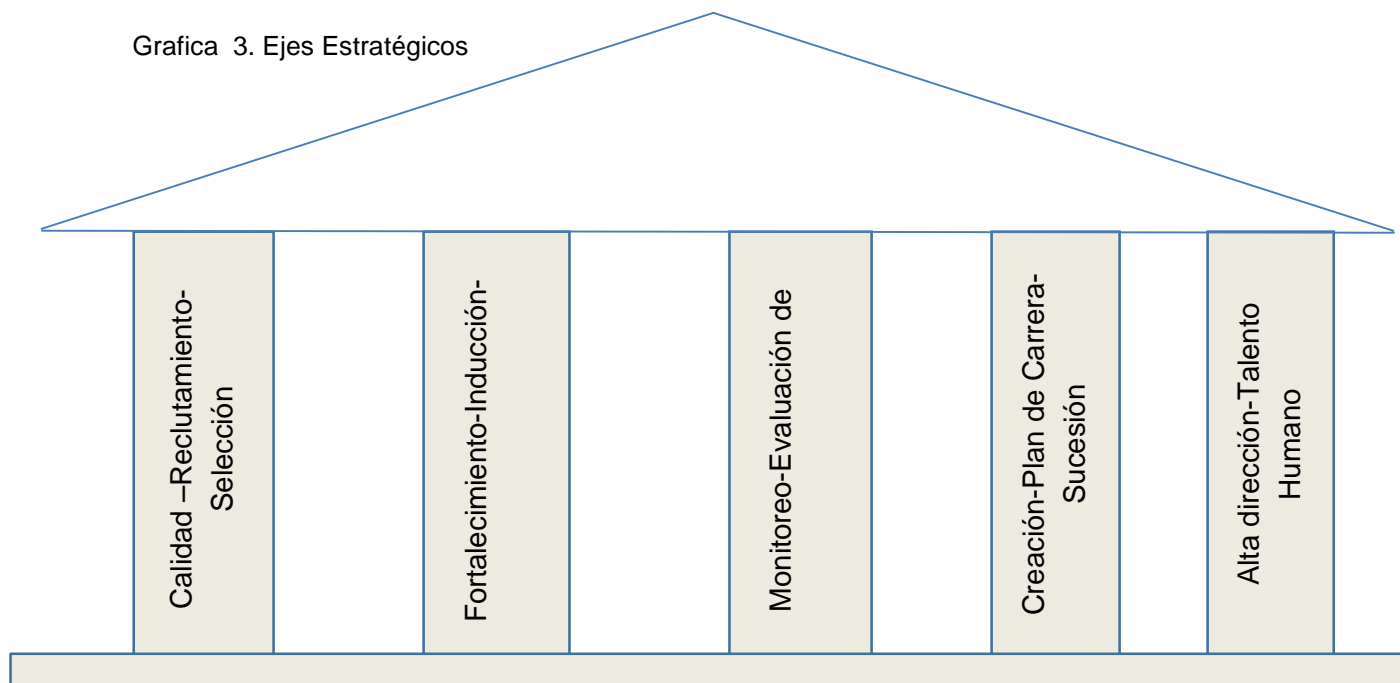 Grafica  3. Ejes Estratégicos
Calidad –Reclutamiento-
Selección
Fortalecimiento-Inducción-
Monitoreo-Evaluación de
Creación-Plan de Carrera-
Sucesión
Alta dirección-Talento
Humano